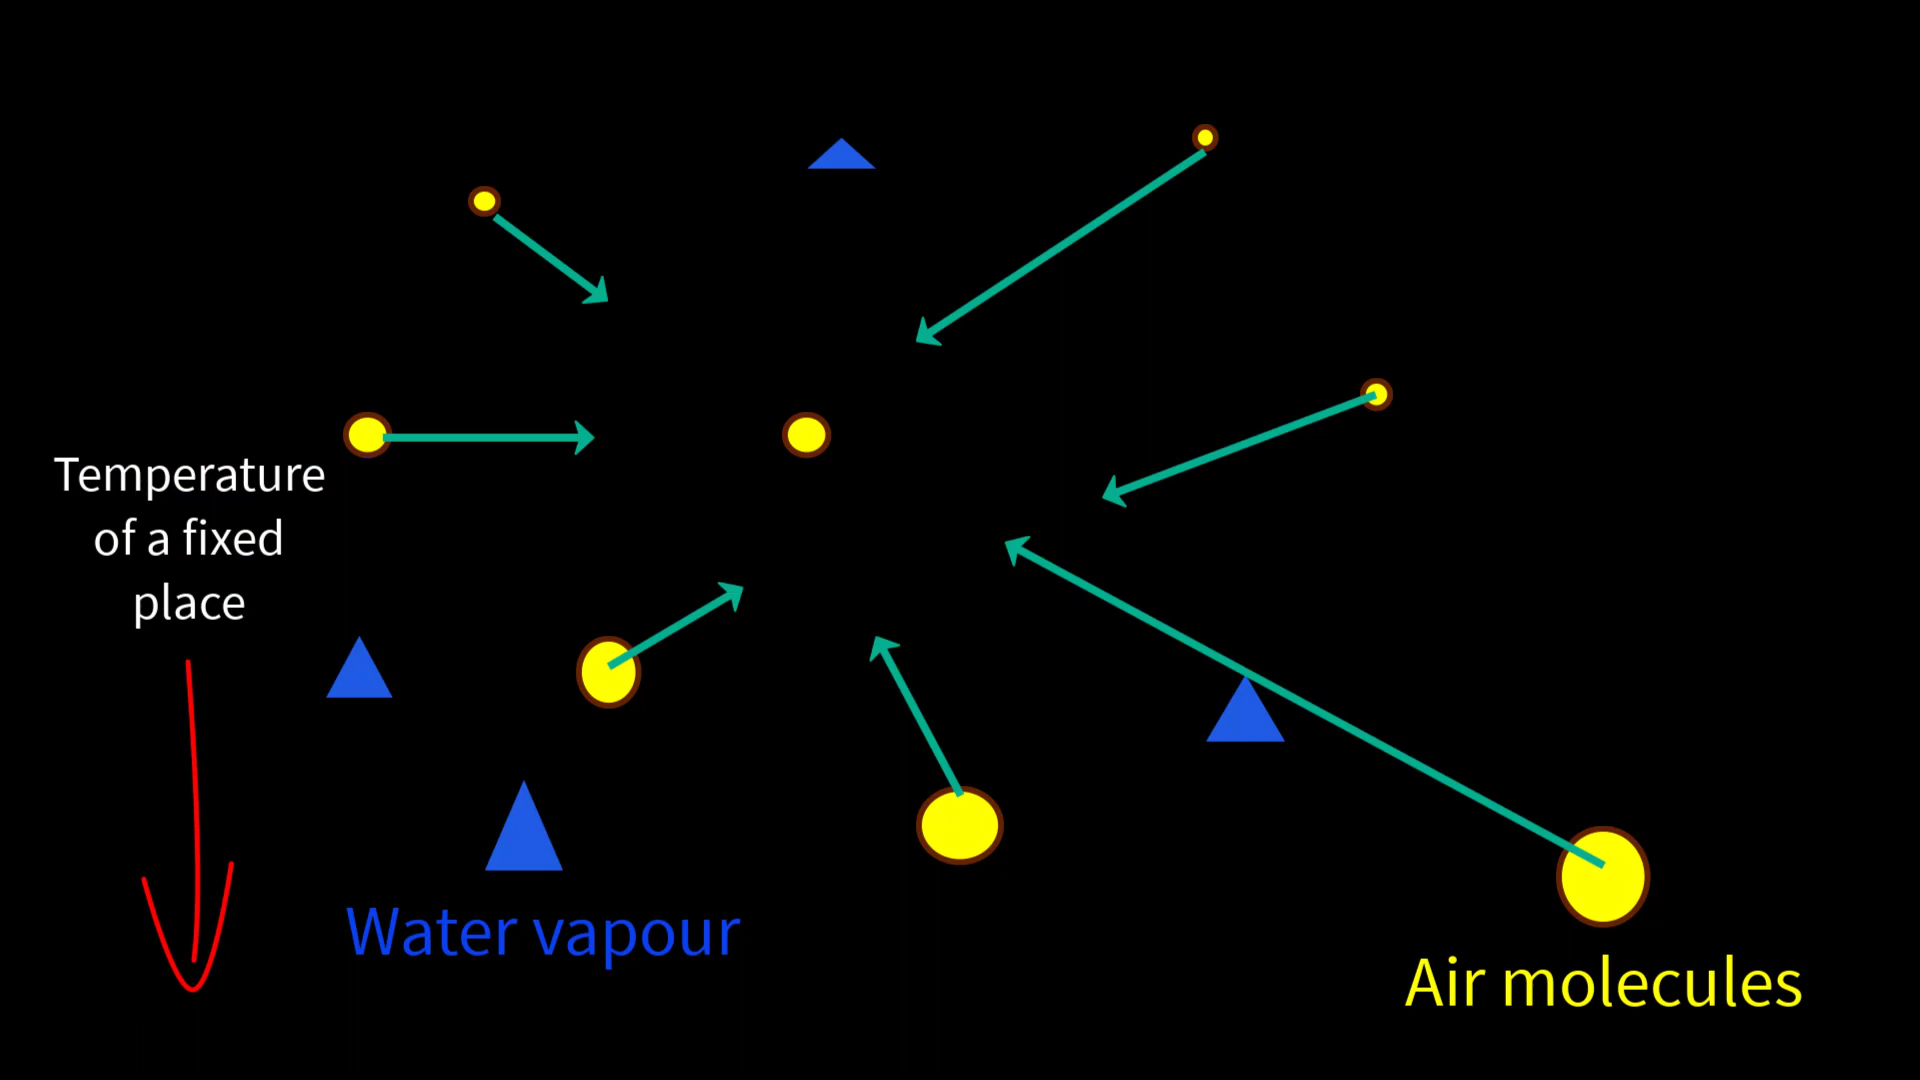 Temperature
of a fixed
place
Water vapour
Air molecules